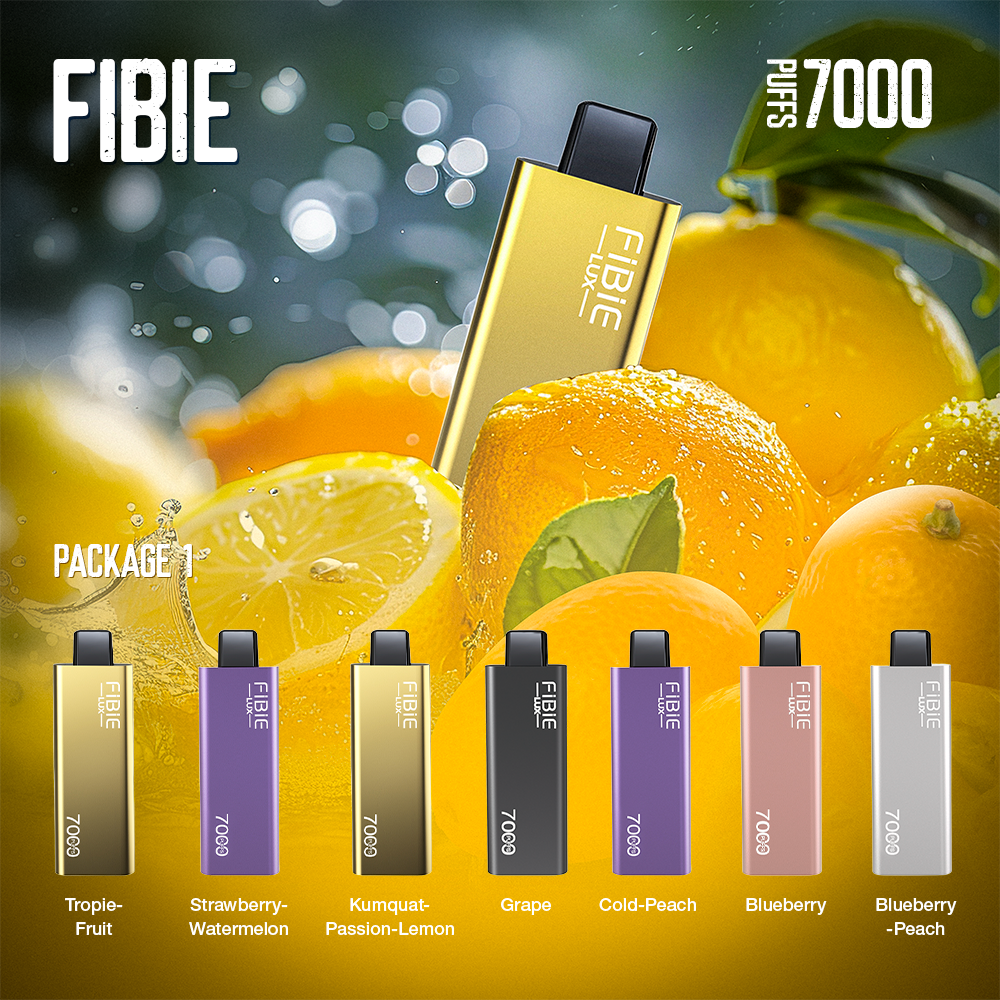 FIBIE
PUFFS 7000
FiBiE
LUX
PACKAGE 1
FiBiE
LUX
7000
FiBiE
LUX
7000
FiBiE
LUX
7000
FiBiE
LUX
7000
FiBiE
LUX
7000
FiBiE
LUX
7000
FiBiE
LUX
7000
Tropie-
Fruit
Strawberry-
Watermelon
Kumquat-
Passion-Lemon
Grape
Cold-Peach
Blueberry
Blueberry
-Peach